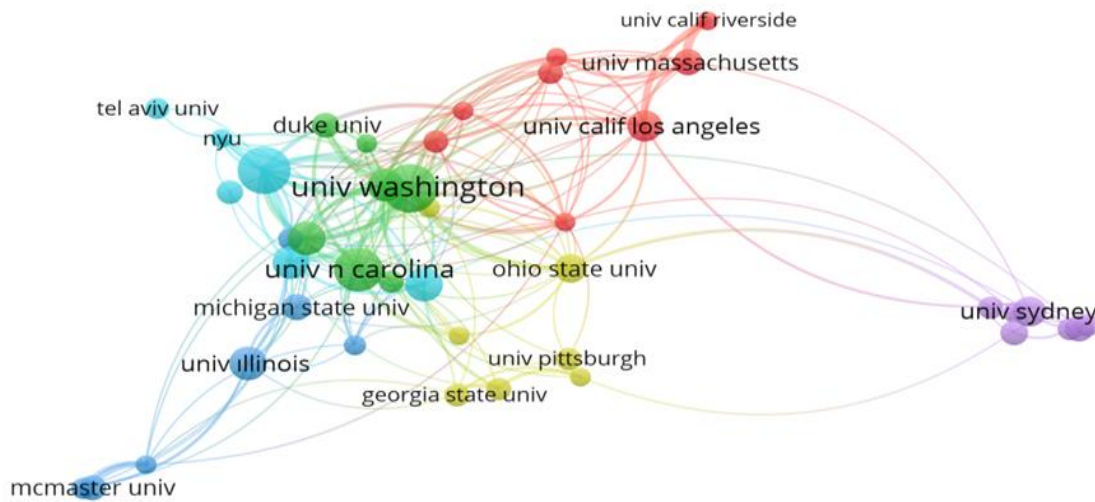 univ calif riverside
univ massachusetts
tel aviv univ
duke univ
univ calif los angeles
nyu
univ washington
univ n carolina
ohio state univ
michigan state univ
univ sydney
univ illinois
univ pittsburgh
georgia state univ
mcmaster univ